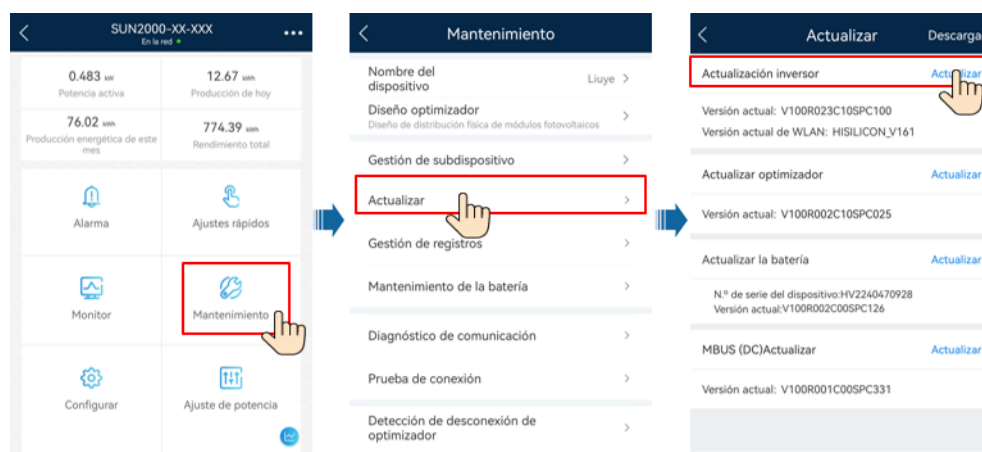 SUN2000-XX-XXX
En la red
0.483 kW
Potencia activa
12.67 kWh
Producción de hoy
76.02 kWh
Producción energética de este
mes
774.39 kWh
Rendimiento total
Alarma
Ajustes rápidos
Monitor
Mantenimiento
Configurar
Ajuste de potencia
Mantenimiento
Nombre del
dispositivo
Liuye
Diseño optimizador
Diseño de distribución física de módulos fotovoltaicos
Gestión de subdispositivo
Actualizar
Gestión de registros
Mantenimiento de la batería
Diagnóstico de comunicación
Prueba de conexión
Detección de desconexión de
optimizador
Actualizar
Descarga
Actualización inversor
Actualizar
Versión actual: V100R023C10SPC100
Versión actual de WLAN: HISILICON_V161
Actualizar optimizador
Actualizar
Versión actual: V100R002C10SPC025
Actualizar la batería
Actualizar
N.º de serie del dispositivo:HV2240470928
Versión actual:V100R002C00SPC126
MBUS (DC)Actualizar
Actualizar
Versión actual: V100R001C00SPC331